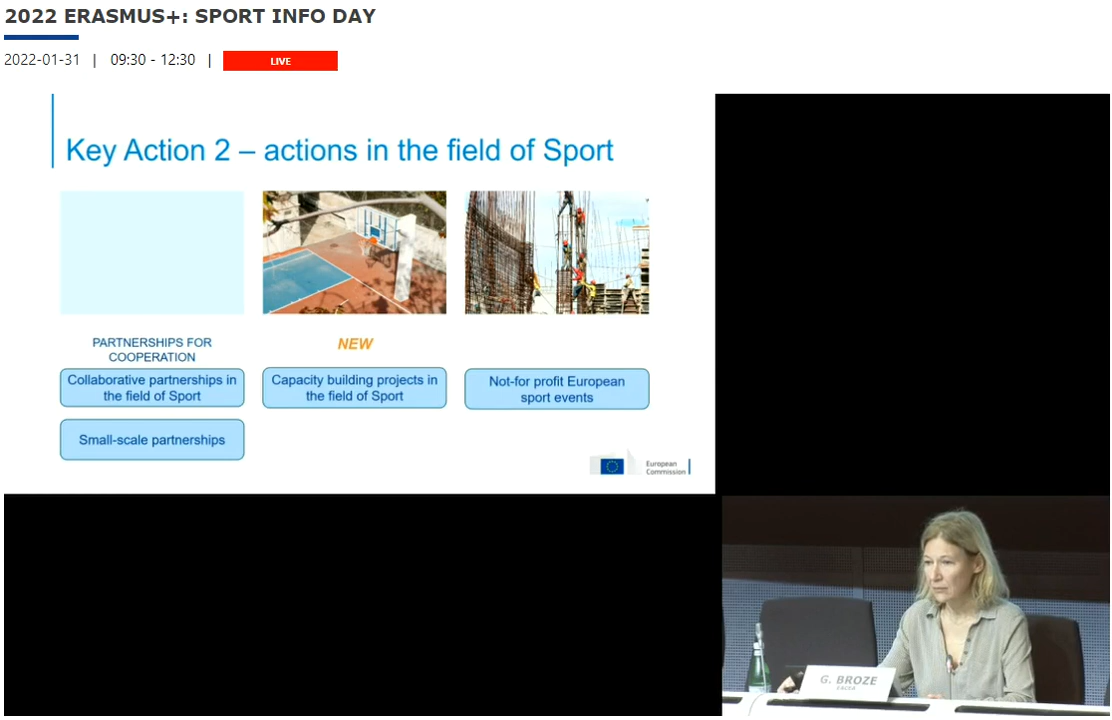 2022 ERASMUS+: SPORT INFO DAY
2022-01-31 | 09:30 - 12:30 | LIVE
Key Action 2 – actions in the field of Sport
PARTNERSHIPS FOR
COOPERATION
NEW
Collaborative partnerships in
the field of Sport
Capacity building projects in
the field of Sport
Not-for profit European
sport events
Small-scale partnerships
European
Commission
G. BROZE
EACEA